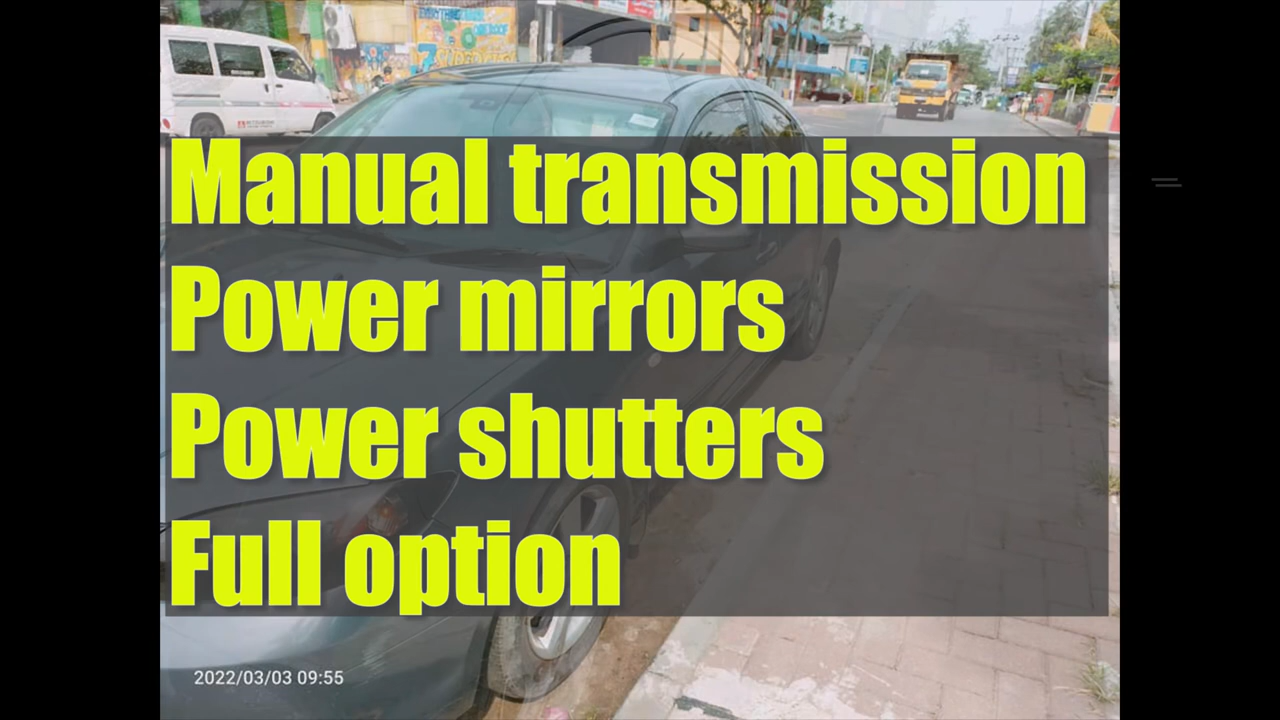 Manual transmission
Power mirrors
Power shutters
Full option
2022/03/03 09:55